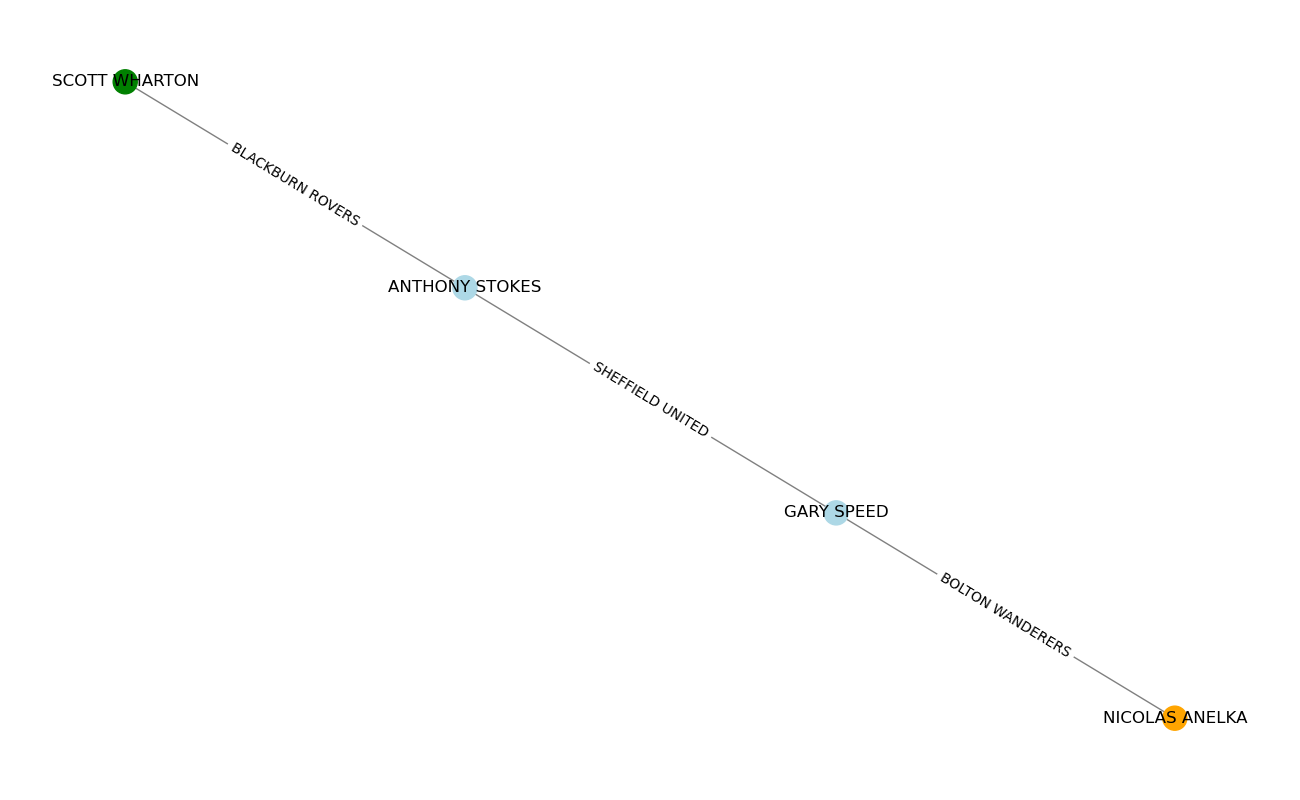 SCOTT WHARTON
BLACKBURN ROVERS
ANTHONY STOKES
SHEFFIELD UNITED
GARY SPEED
BOLTON WANDERERS
NICOLAS ANELKA